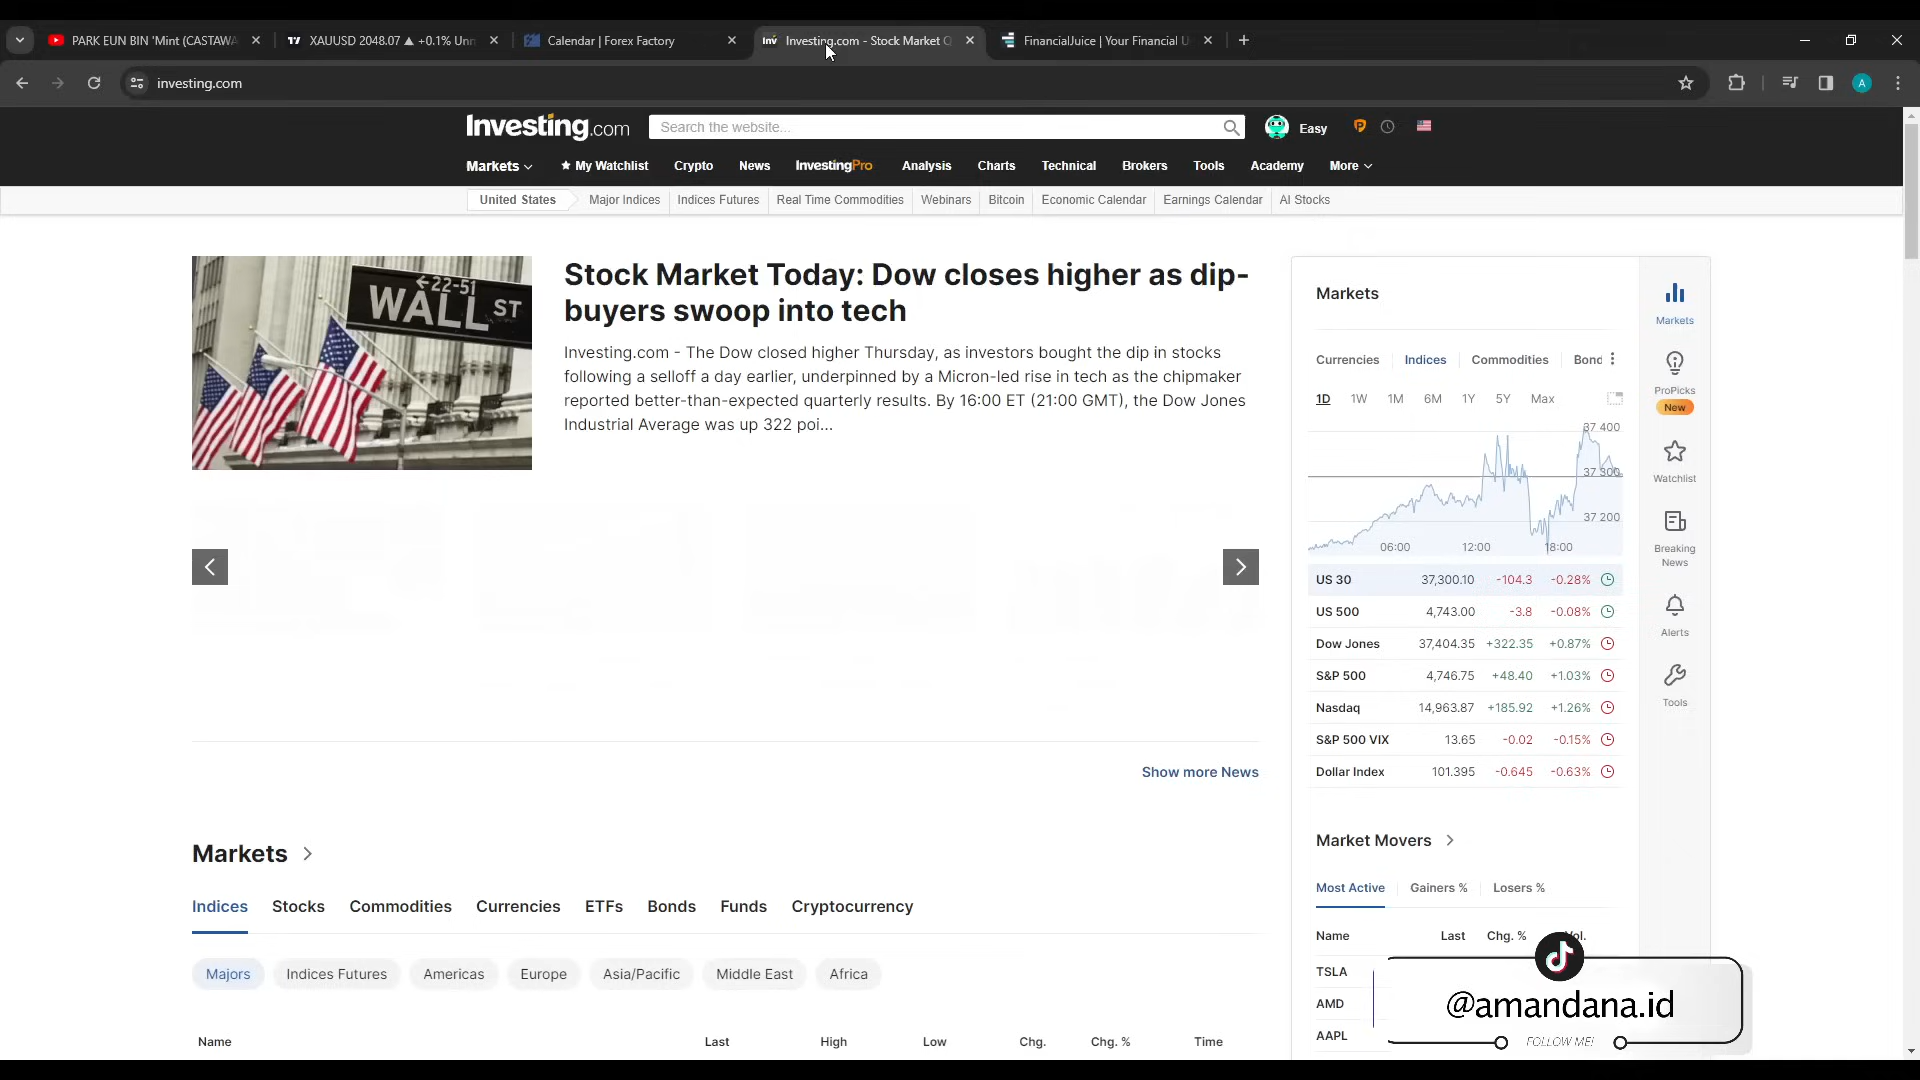 PARK EUN BIN 'Mint (CASTAWA
XAUUSD 2048.07 ▲ +0.1% Unn
Calendar | Forex Factory
Investing.com - Stock Market Q
FinancialJuice | Your Financial U
investing.com
A
Investing.com
Search the website...
Easy
Markets
My Watchlist
Crypto
News
InvestingPro
Analysis
Charts
Technical
Brokers
Tools
Academy
More
United States
Major Indices
Indices Futures
Real Time Commodities
Webinars
Bitcoin
Economic Calendar
Earnings Calendar
AI Stocks
←22-51
WALL ST
Stock Market Today: Dow closes higher as dip-
buyers swoop into tech
Investing.com - The Dow closed higher Thursday, as investors bought the dip in stocks
following a selloff a day earlier, underpinned by a Micron-led rise in tech as the chipmaker
reported better-than-expected quarterly results. By 16:00 ET (21:00 GMT), the Dow Jones
Industrial Average was up 322 poi...
Show more News
Markets
Indices Stocks Commodities Currencies ETFs Bonds Funds Cryptocurrency
Majors Indices Futures Americas Europe Asia/Pacific Middle East Africa
Name Last High Low Chg. Chg. % Time
Markets
Currencies Indices Commodities Bond
1D 1W 1M 6M 1Y 5Y Max
37 400
37 300
37 200
06:00 12:00 18:00
US 30 37,300.10 -104.3 -0.28%
US 500 4,743.00 -3.8 -0.08%
Dow Jones 37,404.35 +322.35 +0.87%
S&P 500 4,746.75 +48.40 +1.03%
Nasdaq 14,963.87 +185.92 +1.26%
S&P 500 VIX 13.65 -0.02 -0.15%
Dollar Index 101.395 -0.645 -0.63%
Market Movers
Most Active Gainers % Losers %
Name Last Chg. % Vol.
TSLA
AMD
AAPL
Markets
ProPicks
New
Watchlist
Breaking
News
Alerts
Tools
@amandana.id
FOLLOW ME!